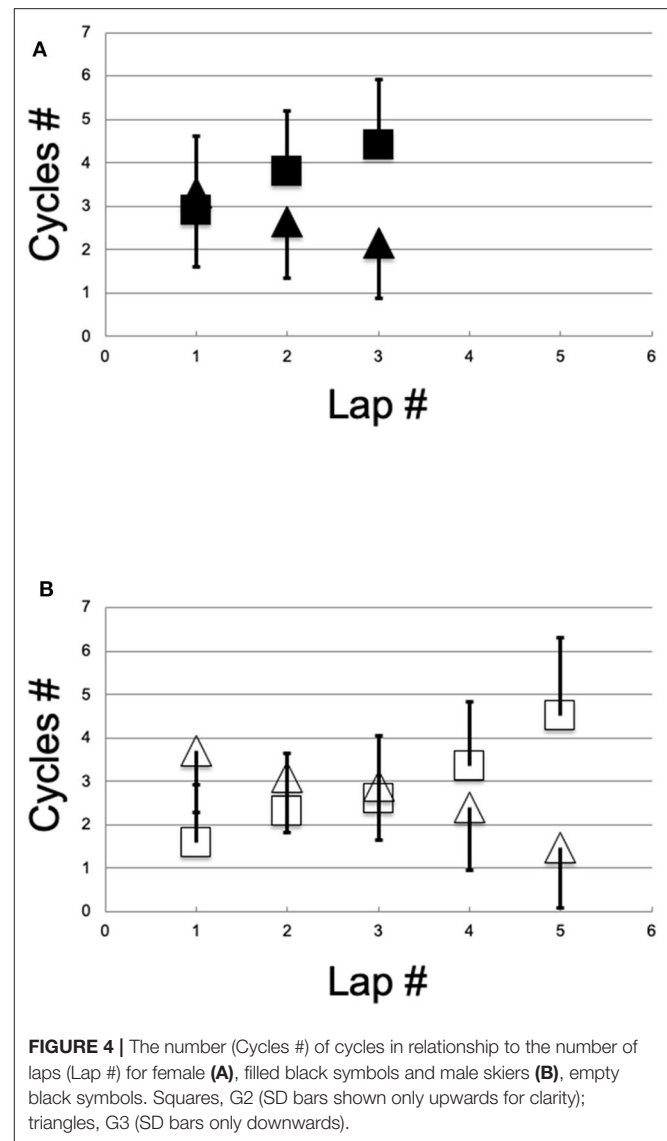 A
7
6
5
4
3
2
1
0
Cycles #
0 1 2 3 4 5 6
Lap #
B
7
6
5
4
3
2
1
0
Cycles #
0 1 2 3 4 5 6
Lap #
FIGURE 4 | The number (Cycles #) of cycles in relationship to the number of
laps (Lap #) for female (A), filled black symbols and male skiers (B), empty
black symbols. Squares, G2 (SD bars shown only upwards for clarity);
triangles, G3 (SD bars only downwards).